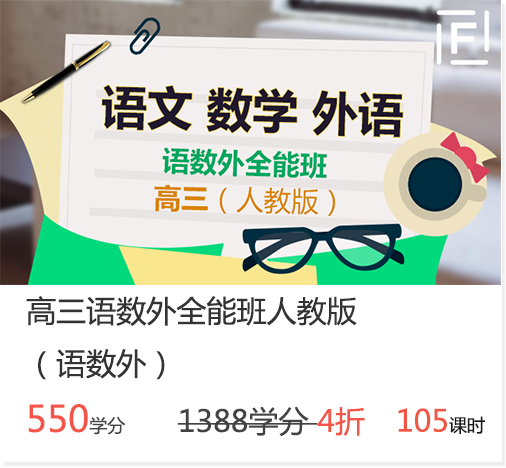 语文 数学 外语
语数外全能班
高三（人教版）
高三语数外全能班人教版
（语数外）
550学分 1388学分 4折 105课时